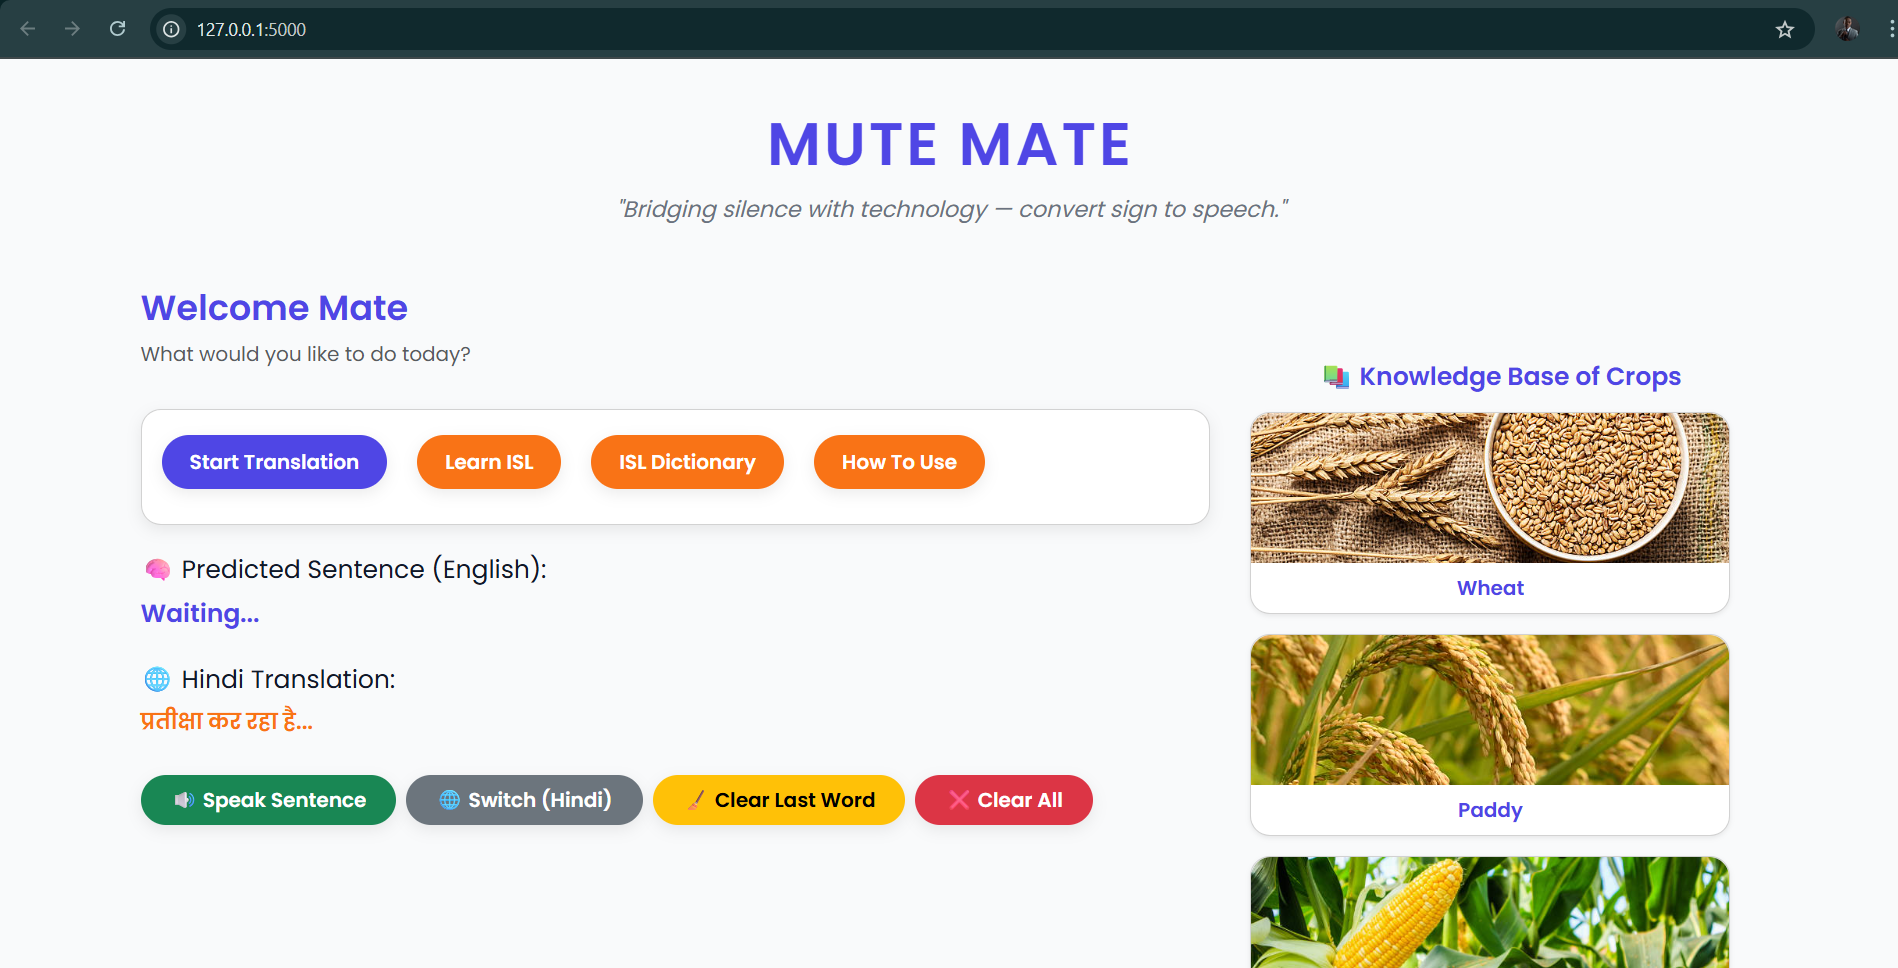 127.0.0.1:5000
MUTE MATE
"Bridging silence with technology — convert sign to speech."
Welcome Mate
What would you like to do today?
Start Translation
Learn ISL
ISL Dictionary
How To Use
Predicted Sentence (English):
Waiting...
Hindi Translation:
प्रतीक्षा कर रहा है...
Speak Sentence
Switch (Hindi)
Clear Last Word
Clear All
Knowledge Base of Crops
Wheat
Paddy